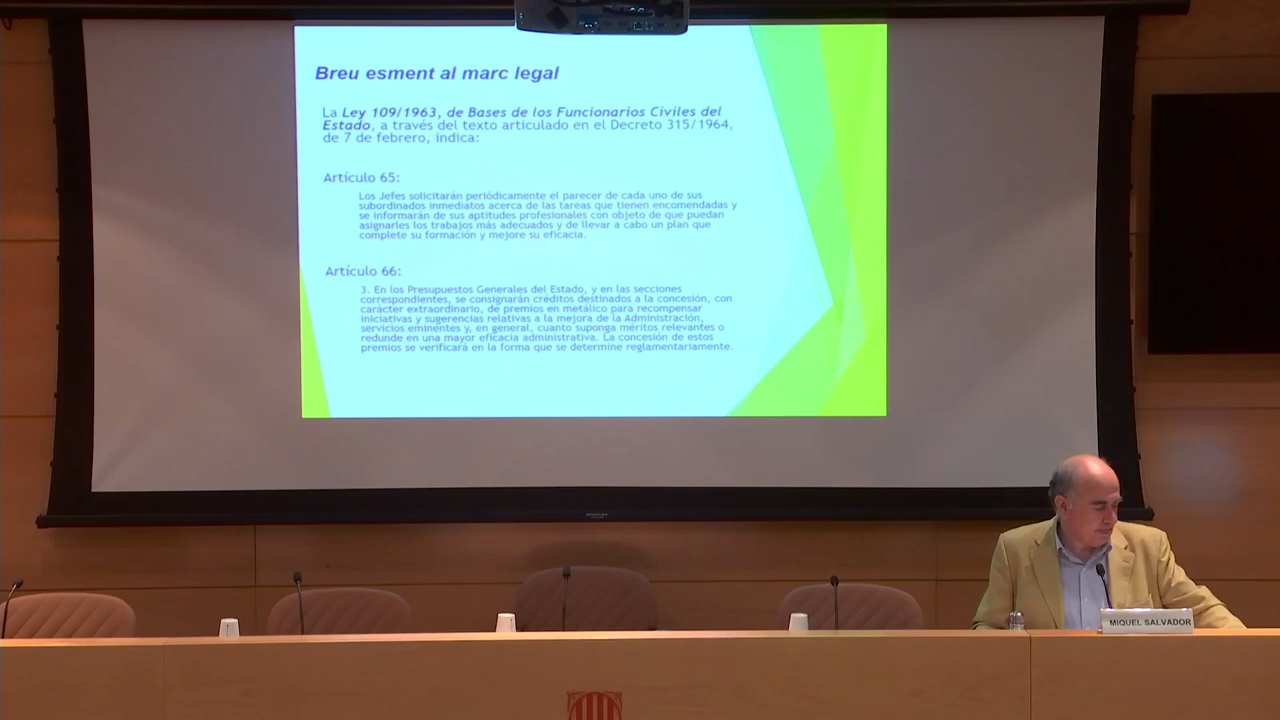 Breu esment al marc legal
La Ley 109/1963, de Bases de los Funcionarios Civiles del
Estado, a través del texto articulado en el Decreto 315/1964,
de 7 de febrero, indica:
Artículo 65:
Los Jefes solicitarán periódicamente el parecer de cada uno de sus
subordinados inmediatos acerca de las tareas que tienen encomendadas y
se informarán de sus aptitudes profesionales con objeto de que puedan
asignarles los trabajos más adecuados y de llevar a cabo un plan que
complete su formación y mejore su eficacia.
Artículo 66:
3. En los Presupuestos Generales del Estado, y en las secciones
correspondientes, se consignarán créditos destinados a la concesión, con
carácter extraordinario, de premios en metálico para recompensar
iniciativas y sugerencias relativas a la mejora de la Administración,
servicios eminentes y, en general, cuanto suponga méritos relevantes o
redunde en una mayor eficacia administrativa. La concesión de estos
premios se verificará en la forma que se determine reglamentariamente.
MIQUEL SALVADOR